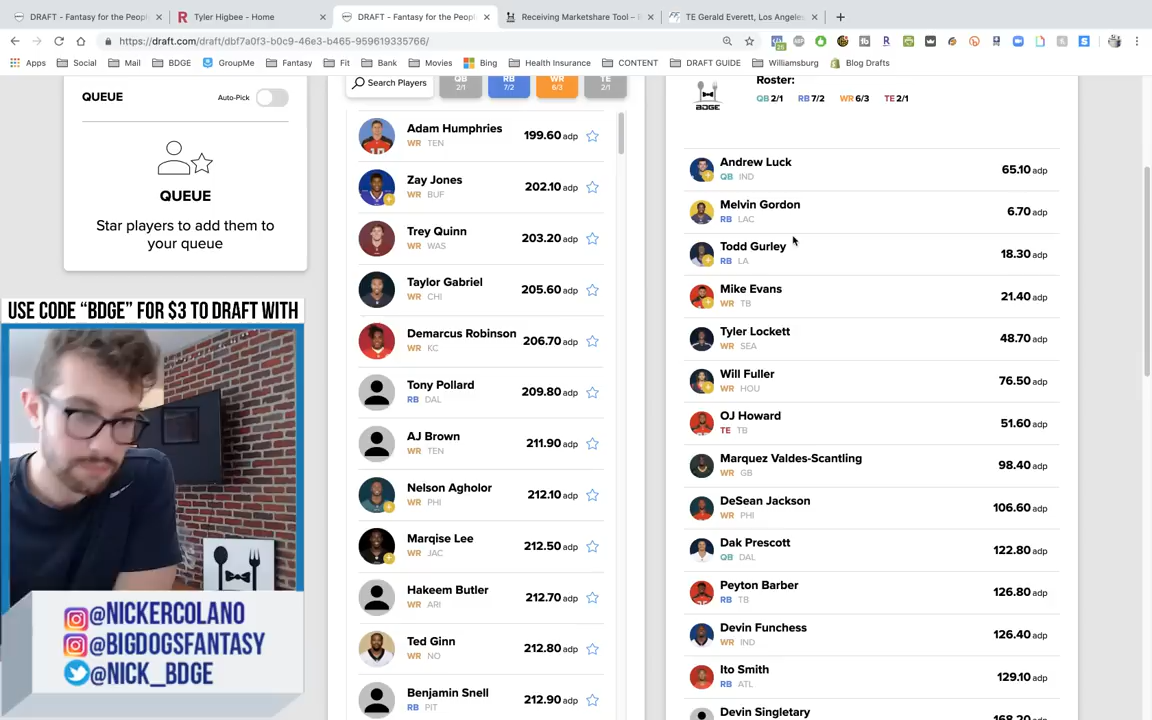 DRAFT - Fantasy for the Peopl
Tyler Higbee - Home
DRAFT - Fantasy for the Peopl
Receiving Marketshare Tool –
TE Gerald Everett, Los Angele
https://draft.com/draft/dbf7a0f3-b0c9-46e3-b465-959619335766/
Apps Social Mail BDGE GroupMe Fantasy Fit Bank Movies Bing Health Insurance CONTENT DRAFT GUIDE Williamsburg Blog Drafts
QUEUE
Auto-Pick
QUEUE
Star players to add them to
your queue
USE CODE "BDGE" FOR $3 TO DRAFT WITH
@NICKERCOLANO
@BIGDOGSFANTASY
@NICK_BDGE
Search Players
QB
2/1
RB
7/2
WR
6/3
TE
2/1
Adam Humphries
WR TEN
199.60 adp
Zay Jones
WR BUF
202.10 adp
Trey Quinn
WR WAS
203.20 adp
Taylor Gabriel
WR CHI
205.60 adp
Demarcus Robinson
WR KC
206.70 adp
Tony Pollard
RB DAL
209.80 adp
AJ Brown
WR TEN
211.90 adp
Nelson Agholor
WR PHI
212.10 adp
Marqise Lee
WR JAC
212.50 adp
Hakeem Butler
WR ARI
212.70 adp
Ted Ginn
WR NO
212.80 adp
Benjamin Snell
RB PIT
212.90 adp
BDGE
Roster:
QB 2/1 RB 7/2 WR 6/3 TE 2/1
Andrew Luck
QB IND
65.10 adp
Melvin Gordon
RB LAC
6.70 adp
Todd Gurley
RB LA
18.30 adp
Mike Evans
WR TB
21.40 adp
Tyler Lockett
WR SEA
48.70 adp
Will Fuller
WR HOU
76.50 adp
OJ Howard
TE TB
51.60 adp
Marquez Valdes-Scantling
WR GB
98.40 adp
DeSean Jackson
WR PHI
106.60 adp
Dak Prescott
QB DAL
122.80 adp
Peyton Barber
RB TB
126.80 adp
Devin Funchess
WR IND
126.40 adp
Ito Smith
RB ATL
129.10 adp
Devin Singletary
168.20 adp